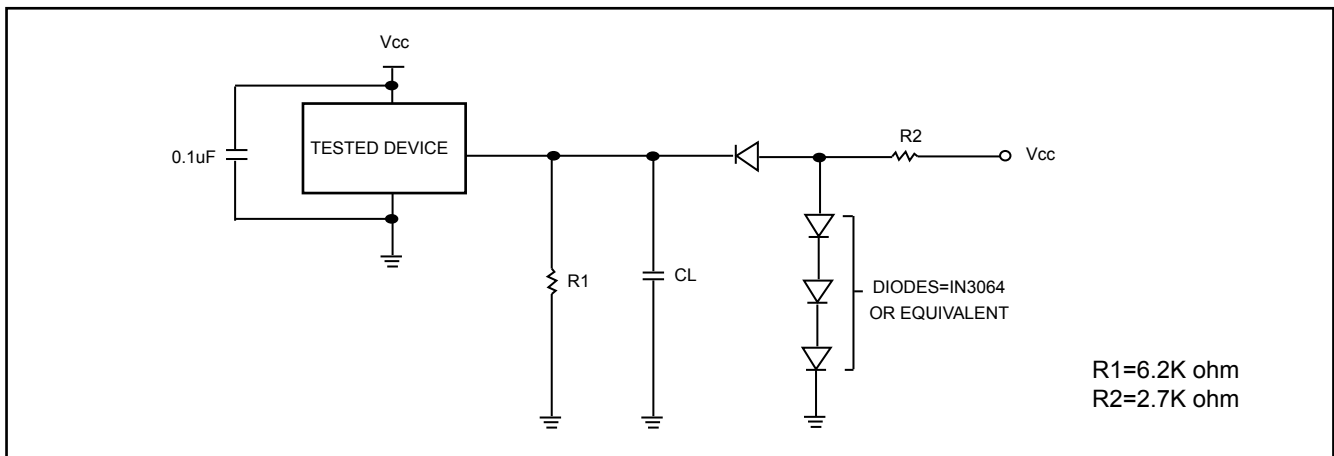 Vcc
0.1uF
TESTED DEVICE
R2
Vcc
R1
CL
DIODES=IN3064
OR EQUIVALENT
R1=6.2K ohm
R2=2.7K ohm